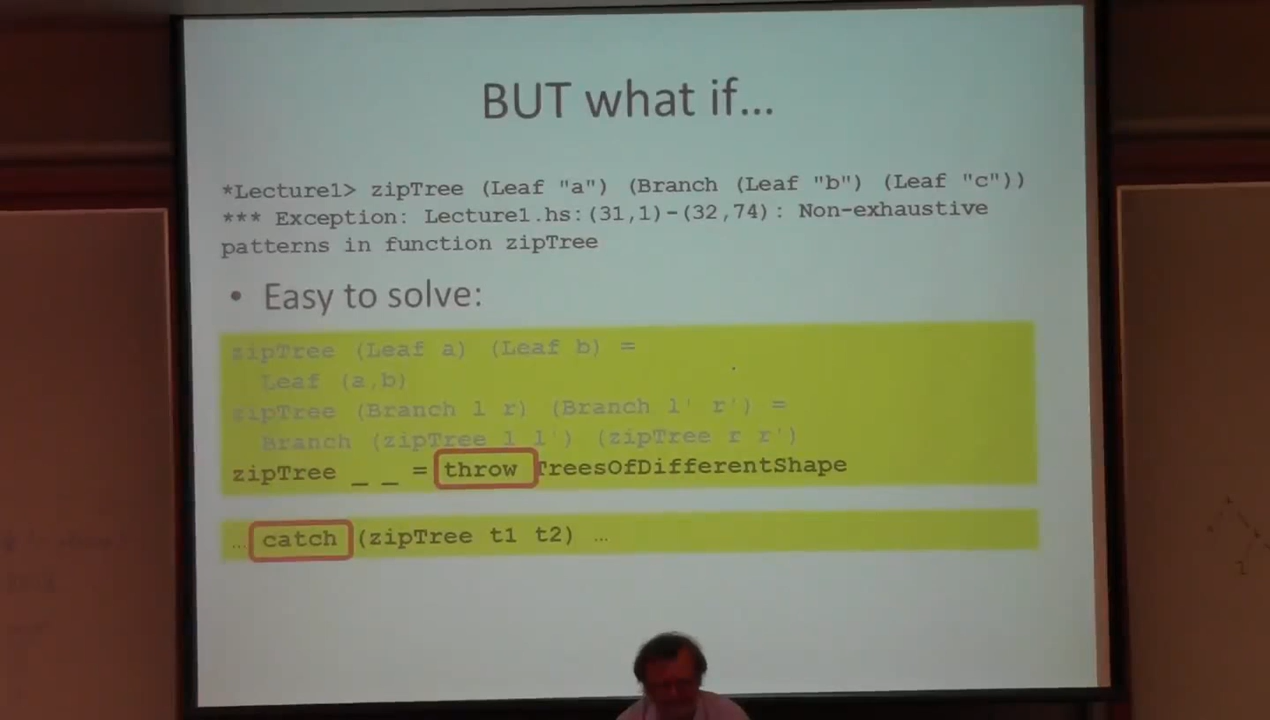 BUT what if...
*Lecture1> zipTree (Leaf "a") (Branch (Leaf "b") (Leaf "c"))
*** Exception: Lecture1.hs:(31,1)-(32,74): Non-exhaustive
patterns in function zipTree
• Easy to solve:
zipTree (Leaf a) (Leaf b) =
Leaf (a,b)
zipTree (Branch l r) (Branch l' r') =
Branch (zipTree l l') (zipTree r r')
zipTree _ _ = throw TreesOfDifferentShape
… catch (zipTree t1 t2) …